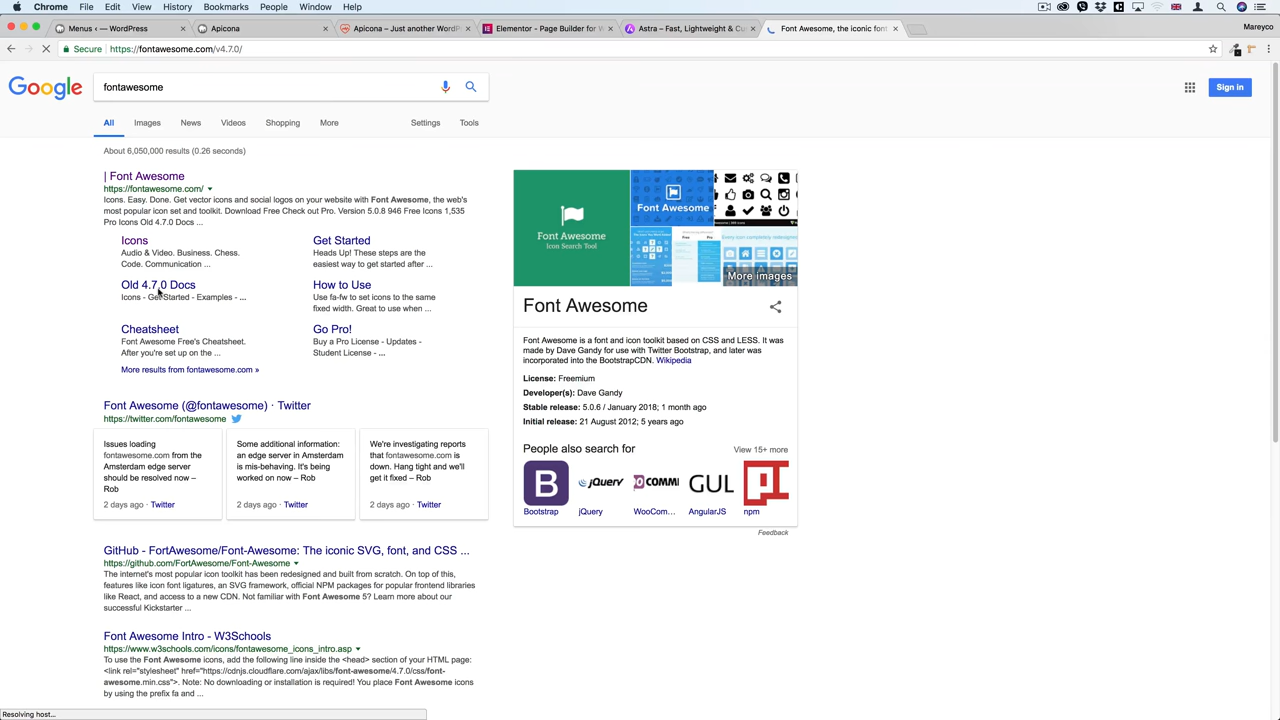 Chrome File Edit View History Bookmarks People Window Help
Mareyco
Menus ‹ — WordPress
Apicona
Apicona – Just another WordP
Elementor - Page Builder for W
Astra – Fast, Lightweight & Cu
Font Awesome, the iconic fon
Secure https://fontawesome.com/v4.7.0/
Google
fontawesome
Sign in
All Images News Videos Shopping More Settings Tools
About 6,050,000 results (0.26 seconds)
| Font Awesome
https://fontawesome.com/
Icons. Easy. Done. Get vector icons and social logos on your website with Font Awesome, the web's
most popular icon set and toolkit. Download Free Check out Pro. Version 5.0.8 946 Free Icons 1,535
Pro Icons Old 4.7.0 Docs ...
Icons
Audio & Video. Business. Chess.
Code. Communication ...
Get Started
Heads Up! These steps are the
easiest way to get started after ...
Old 4.7.0 Docs
Icons - Get Started - Examples - ...
How to Use
Use fa-fw to set icons to the same
fixed width. Great to use when ...
Cheatsheet
Font Awesome Free's Cheatsheet.
After you're set up on the ...
Go Pro!
Buy a Pro License - Updates -
Student License - ...
More results from fontawesome.com »
Font Awesome (@fontawesome) · Twitter
https://twitter.com/fontawesome
Issues loading
fontawesome.com from the
Amsterdam edge server
should be resolved now –
Rob
2 days ago · Twitter
Some additional information:
an edge server in Amsterdam
is mis-behaving. It's being
worked on now – Rob
2 days ago · Twitter
We're investigating reports
that fontawesome.com is
down. Hang tight and we'll
get it fixed – Rob
2 days ago · Twitter
GitHub - FortAwesome/Font-Awesome: The iconic SVG, font, and CSS ...
https://github.com/FortAwesome/Font-Awesome
The internet's most popular icon toolkit has been redesigned and built from scratch. On top of this,
features like icon font ligatures, an SVG framework, official NPM packages for popular frontend libraries
like React, and access to a new CDN. Not familiar with Font Awesome 5? Learn more about our
successful Kickstarter ...
Font Awesome Intro - W3Schools
https://www.w3schools.com/icons/fontawesome_icons_intro.asp
To use the Font Awesome icons, add the following line inside the <head> section of your HTML page:
<link rel="stylesheet" href="https://cdnjs.cloudflare.com/ajax/libs/font-awesome/4.7.0/css/font-
awesome.min.css">. Note: No downloading or installation is required! You place Font Awesome icons
by using the prefix fa and ...
Font Awesome
Icon Search Tool
Font Awesome
More images
Font Awesome
Font Awesome is a font and icon toolkit based on CSS and LESS. It was
made by Dave Gandy for use with Twitter Bootstrap, and later was
incorporated into the BootstrapCDN. Wikipedia
License: Freemium
Developer(s): Dave Gandy
Stable release: 5.0.6 / January 2018; 1 month ago
Initial release: 21 August 2012; 5 years ago
People also search for
View 15+ more
B
jQuery
COMM
GUL
Bootstrap
jQuery
WooCom...
AngularJS
npm
Feedback
Resolving host...